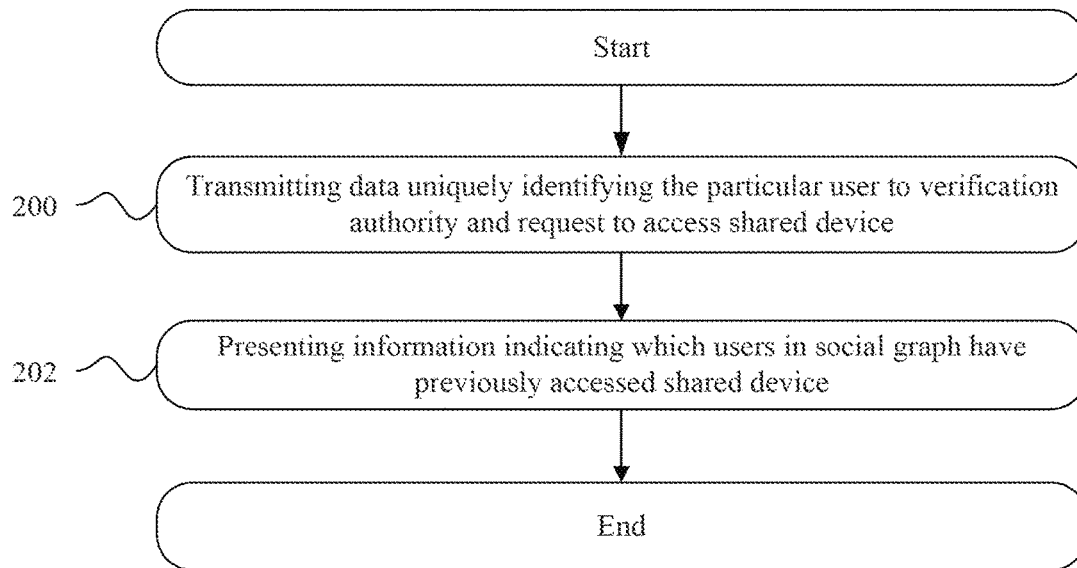 Start
200
Transmitting data uniquely identifying the particular user to verification
authority and request to access shared device
202
Presenting information indicating which users in social graph have
previously accessed shared device
End